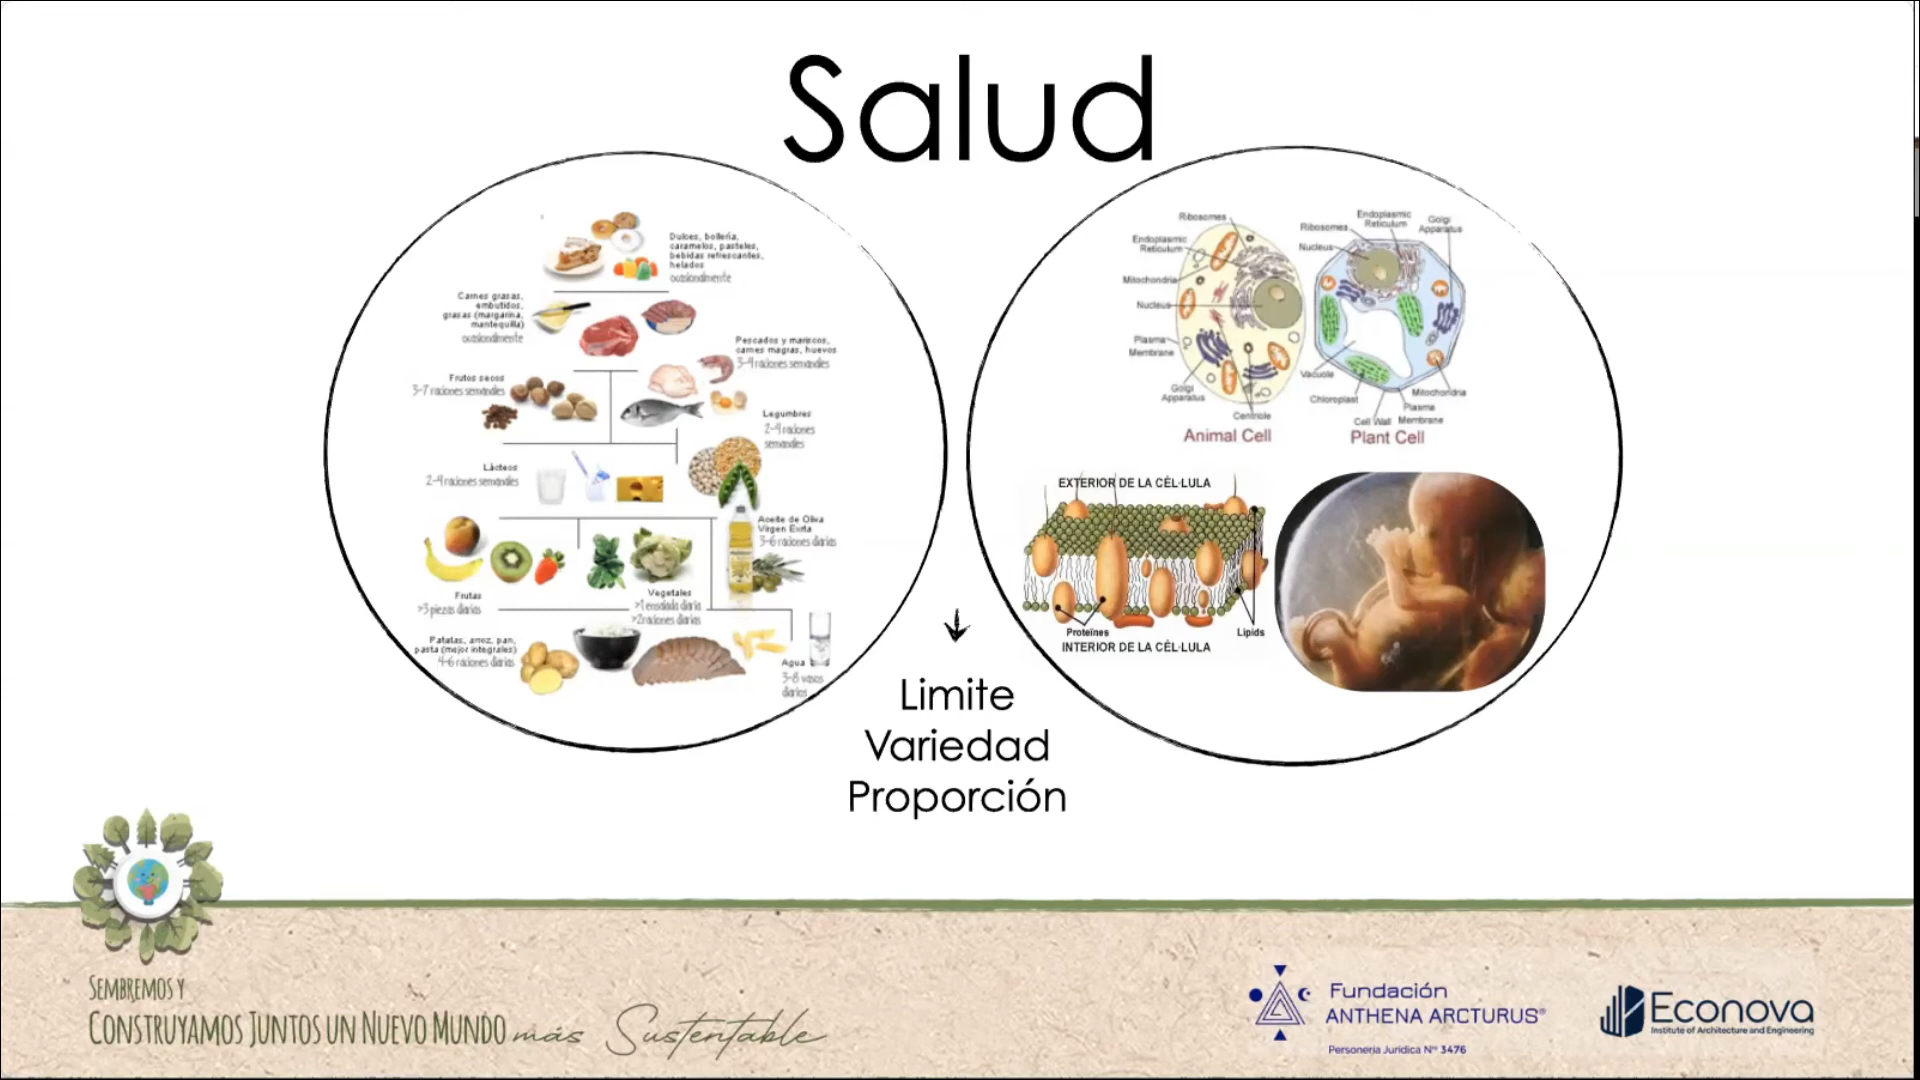 Salud
Dulces, bollería,
caramelos, pasteles,
bebidas refrescantes,
helados
ocasionalmente
Carnes grasas,
embutidos,
grasas (margarina,
mantequilla)
ocasionalmente
Pescados y mariscos,
carnes magras, huevos
3-4 raciones semanales
Frutos secos
3-7 raciones semanales
Legumbres
2-4 raciones
semanales
Lácteos
2-4 raciones semanales
Aceite de Oliva
Virgen Extra
3-6 raciones diarias
Frutas
>3 piezas diarias
Vegetales
>1 ensalada diaria
>2 raciones diarias
Patatas, arroz, pan,
pasta (mejor integrales)
4-6 raciones diarias
Agua
3-8 vasos
diarios
Ribosomes
Endoplasmic
Reticulum
Mitochondria
Nucleus
Plasma
Membrane
Golgi
Apparatus
Centriole
Animal Cell
Ribosomes
Endoplasmic
Reticulum
Golgi
Apparatus
Nucleus
Vacuole
Chloroplast
Cell Wall
Plasma
Membrane
Mitochondria
Plant Cell
EXTERIOR DE LA CÈL·LULA
Proteïnes
Lípids
INTERIOR DE LA CÈL·LULA
Limite
Variedad
Proporción
SEMBREMOS Y
CONSTRUYAMOS JUNTOS UN NUEVO MUNDO más Sustentable
Fundación
ANTHENA ARCTURUS®
Personería Jurídica Nº 3476
Econova
Institute of Architecture and Engineering